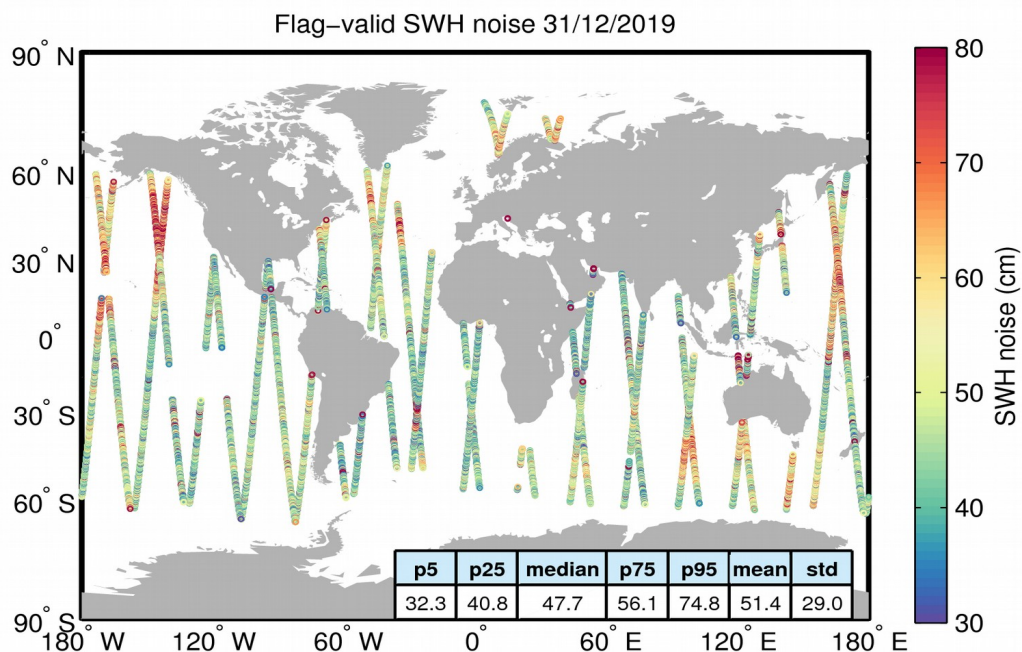 Flag−valid SWH noise 31/12/2019
90° N
60° N
30° N
0°
30° S
60° S
90° S
180° W
120° W
60° W
0°
60° E
120° E
180° E
80
70
60
50
40
30
SWH noise (cm)
p5 p25 median p75 p95 mean std
32.3 40.8 47.7 56.1 74.8 51.4 29.0